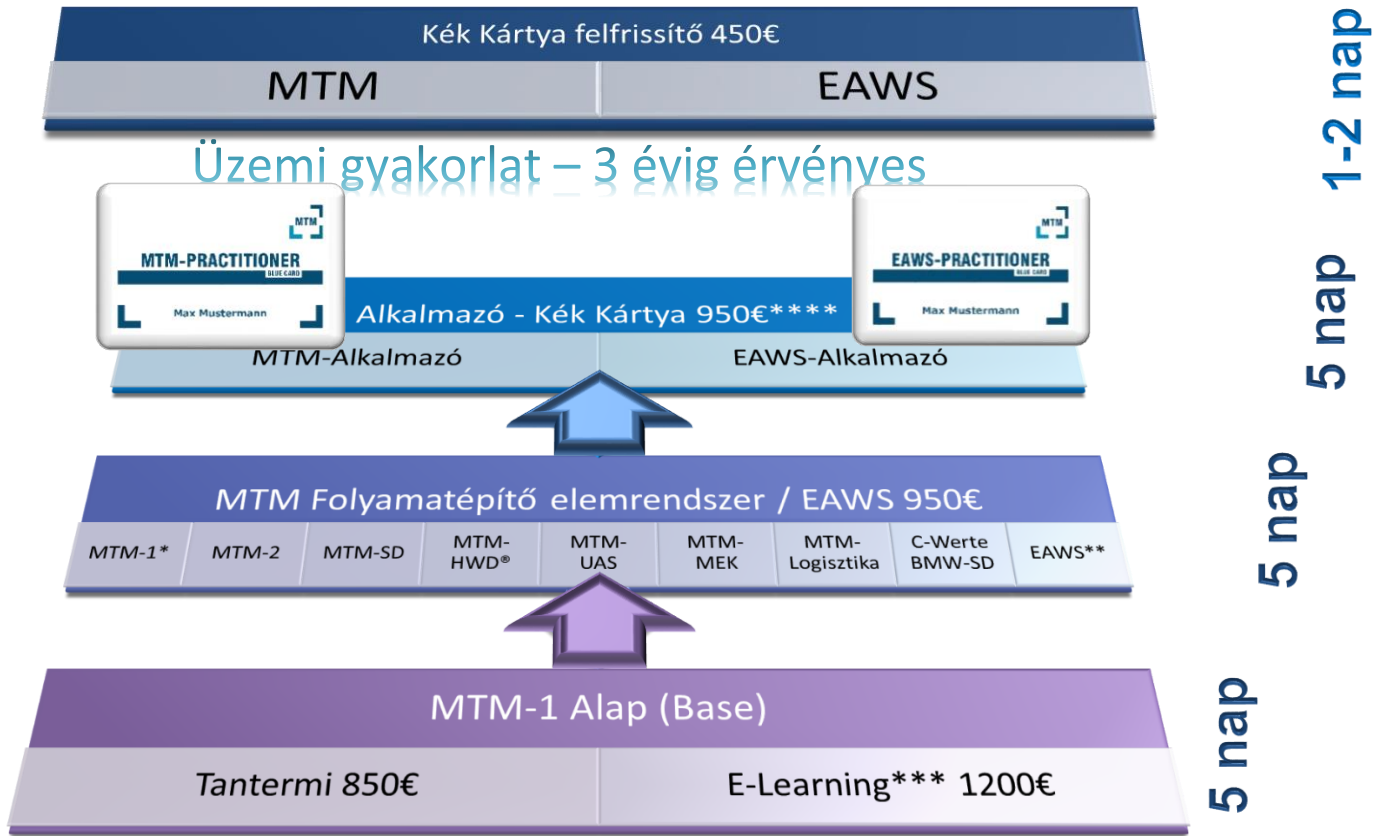 Kék Kártya felfrissítő 450€
MTM
EAWS
1-2 nap
Üzemi gyakorlat – 3 évig érvényes
MTM
MTM-PRACTITIONER
BLUE CARD
Max Mustermann
MTM
EAWS-PRACTITIONER
BLUE CARD
Max Mustermann
Alkalmazó - Kék Kártya 950€****
MTM-Alkalmazó
EAWS-Alkalmazó
5 nap
MTM Folyamatépítő elemrendszer / EAWS 950€
MTM-1*
MTM-2
MTM-SD
MTM-
HWD®
MTM-
UAS
MTM-
MEK
MTM-
Logisztika
C-Werte
BMW-SD
EAWS**
5 nap
MTM-1 Alap (Base)
Tantermi 850€
E-Learning*** 1200€
5 nap